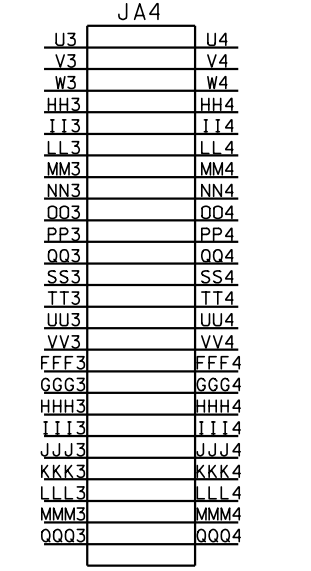 JA4
U3 U4
V3 V4
W3 W4
HH3 HH4
II3 II4
LL3 LL4
MM3 MM4
NN3 NN4
OO3 OO4
PP3 PP4
QQ3 QQ4
SS3 SS4
TT3 TT4
UU3 UU4
VV3 VV4
FFF3 FFF4
GGG3 GGG4
HHH3 HHH4
III3 III4
JJJ3 JJJ4
KKK3 KKK4
LLL3 LLL4
MMM3 MMM4
QQQ3 QQQ4